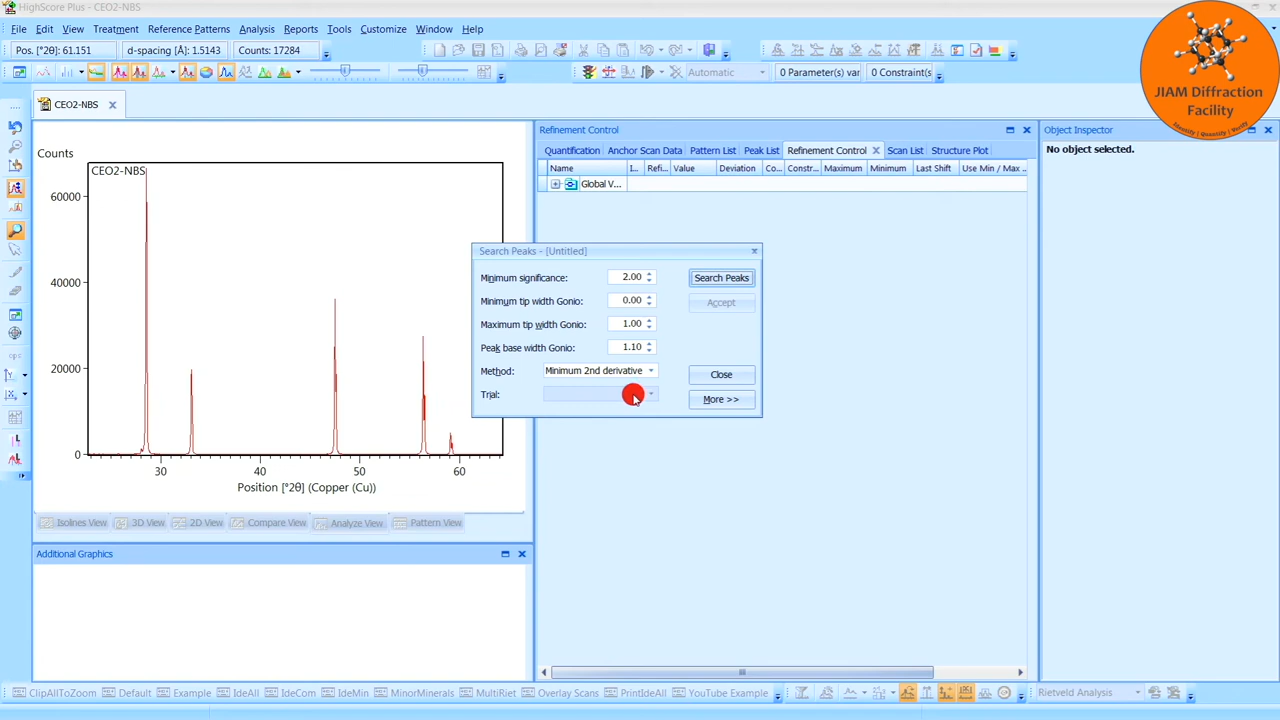 HighScore Plus - CEO2-NBS
File Edit View Treatment Reference Patterns Analysis Reports Tools Customize Window Help
Pos. [°2θ]: 61.151 d-spacing [Å]: 1.5143 Counts: 17284
Automatic 0 Parameter(s) var 0 Constraint(s
JIAM Diffraction
Facility
Identify | Quantify | Verify
CEO2-NBS
Counts
CEO2-NBS
60000
40000
20000
0
30 40 50 60
Position [°2θ] (Copper (Cu))
Isolines View 3D View 2D View Compare View Analyze View Pattern View
Additional Graphics
Refinement Control
Quantification Anchor Scan Data Pattern List Peak List Refinement Control Scan List Structure Plot
Name I... Refi... Value Deviation Co... Constr... Maximum Minimum Last Shift Use Min / Max ...
Global V...
Search Peaks - [Untitled]
Minimum significance: 2.00 Search Peaks
Minimum tip width Gonio: 0.00 Accept
Maximum tip width Gonio: 1.00
Peak base width Gonio: 1.10
Method: Minimum 2nd derivative Close
Trial: More >>
Object Inspector
No object selected.
ClipAllToZoom Default Example IdeAll IdeCom IdeMin MinorMinerals MultiRiet Overlay Scans PrintIdeAll YouTube Example Rietveld Analysis